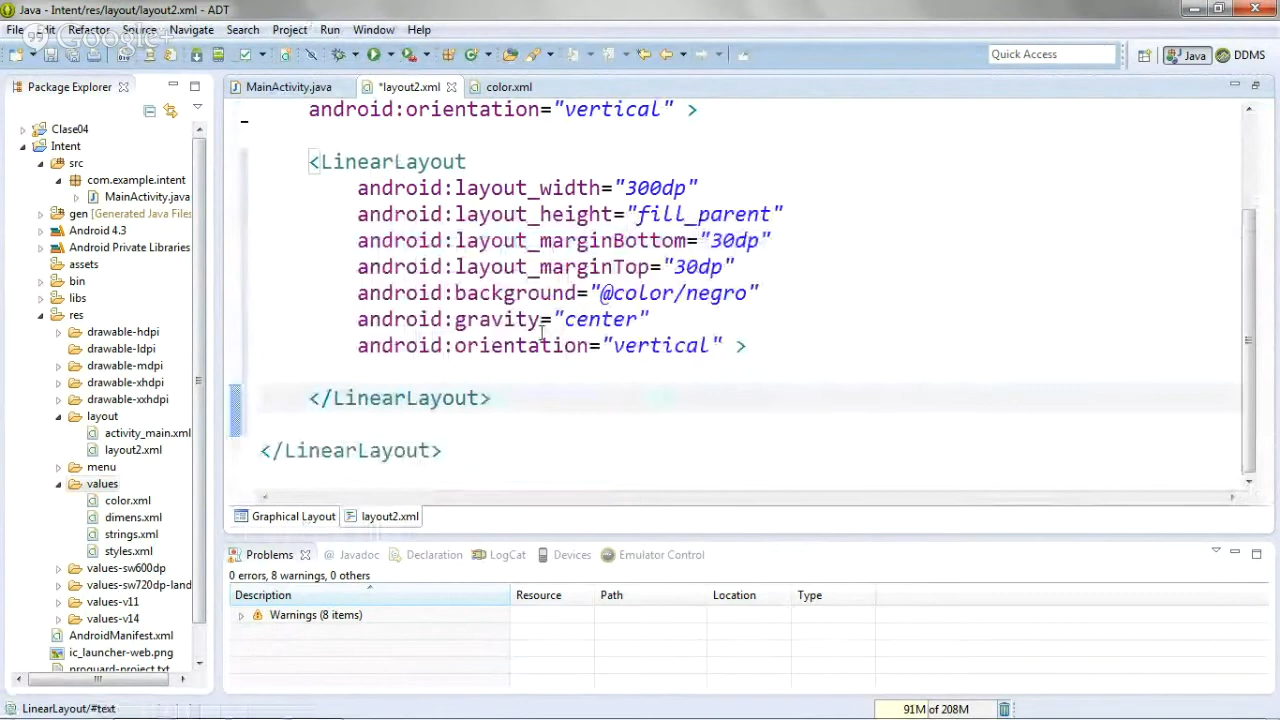 Java - Intent/res/layout/layout2.xml - ADT
File Refactor Navigate Search Project Run Window Help
Google+
Quick Access
Java
DDMS
Package Explorer
MainActivity.java
*layout2.xml
color.xml
Clase04
Intent
src
com.example.intent
MainActivity.java
gen [Generated Java Files
Android 4.3
Android Private Libraries
assets
bin
libs
res
drawable-hdpi
drawable-ldpi
drawable-mdpi
drawable-xhdpi
drawable-xxhdpi
layout
activity_main.xml
layout2.xml
menu
values
color.xml
dimens.xml
strings.xml
styles.xml
values-sw600dp
values-sw720dp-land
values-v11
values-v14
AndroidManifest.xml
ic_launcher-web.png
proguard-project.txt
android:orientation="vertical" >
<LinearLayout
android:layout_width="300dp"
android:layout_height="fill_parent"
android:layout_marginBottom="30dp"
android:layout_marginTop="30dp"
android:background="@color/negro"
android:gravity="center"
android:orientation="vertical" >
</LinearLayout>
</LinearLayout>
Graphical Layout
layout2.xml
Problems
@ Javadoc
Declaration
LogCat
Devices
Emulator Control
0 errors, 8 warnings, 0 others
Description Resource Path Location Type
Warnings (8 items)
LinearLayout/#text
91M of 208M